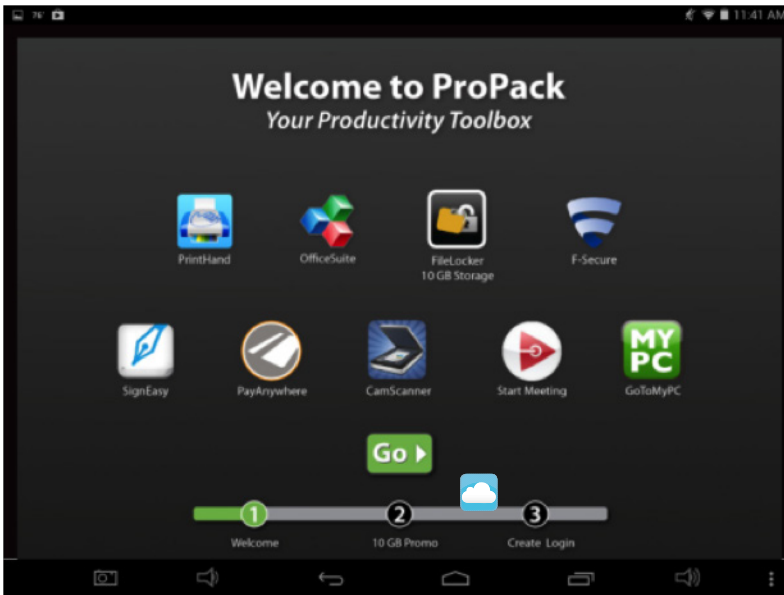 76°
11:41 AM
Welcome to ProPack
Your Productivity Toolbox
PrintHand
OfficeSuite
FileLocker
10 GB Storage
F-Secure
SignEasy
PayAnywhere
CamScanner
Start Meeting
MY
PC
GoToMyPC
Go
1
2
3
Welcome
10 GB Promo
Create Login